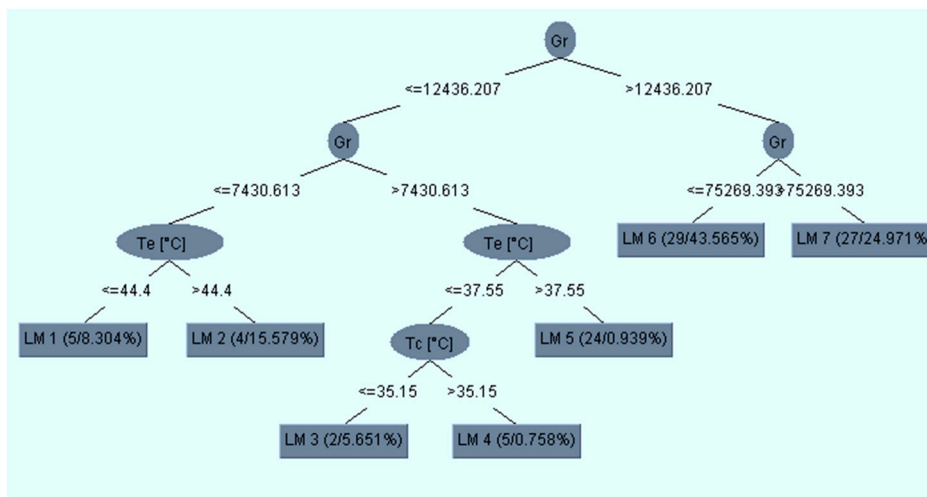 Gr
<=12436.207
>12436.207
Gr
Gr
<=7430.613
>7430.613
<=75269.393
>75269.393
Te [°C]
Te [°C]
LM 6 (29/43.565%)
LM 7 (27/24.971%
<=44.4
>44.4
<=37.55
>37.55
LM 1 (5/8.304%)
LM 2 (4/15.579%)
Tc [°C]
LM 5 (24/0.939%)
<=35.15
>35.15
LM 3 (2/5.651%)
LM 4 (5/0.758%)